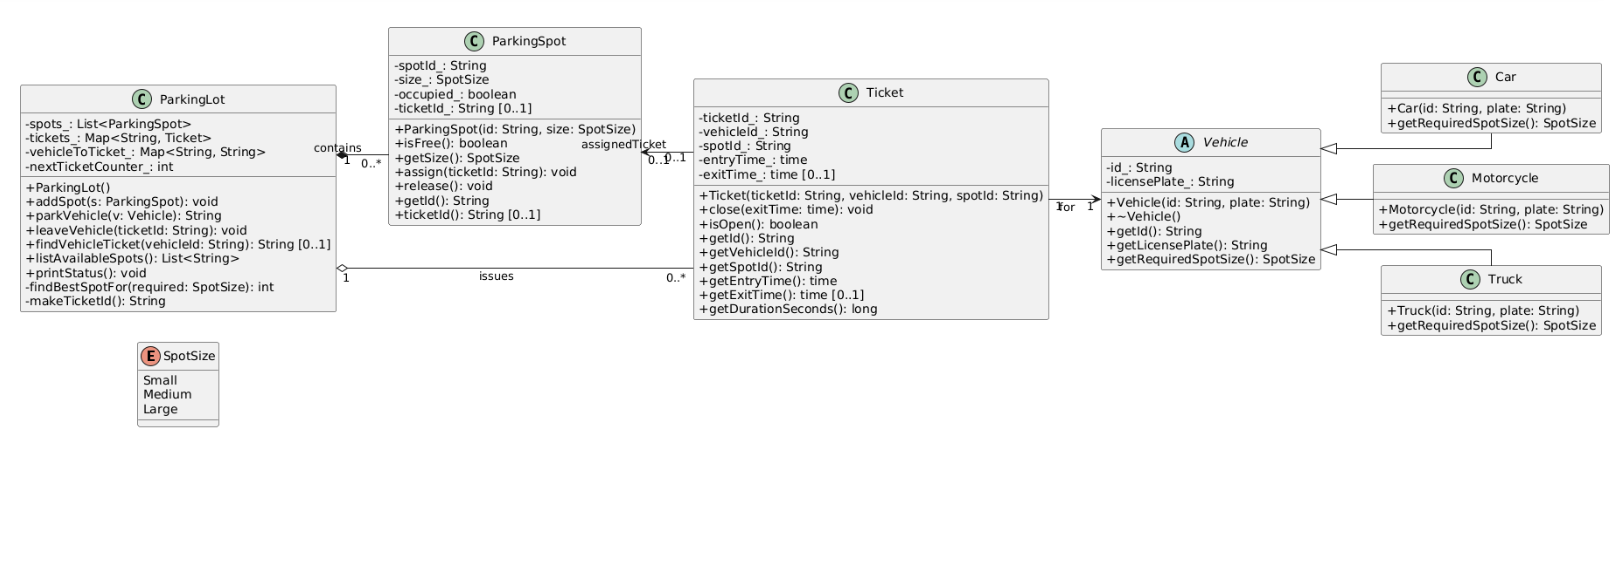 C ParkingLot
-spots_: List<ParkingSpot>
-tickets_: Map<String, Ticket>
-vehicleToTicket_: Map<String, String>
-nextTicketCounter_: int
+ParkingLot()
+addSpot(s: ParkingSpot): void
+parkVehicle(v: Vehicle): String
+leaveVehicle(ticketId: String): void
+findVehicleTicket(vehicleId: String): String [0..1]
+listAvailableSpots(): List<String>
+printStatus(): void
-findBestSpotFor(required: SpotSize): int
-makeTicketId(): String
contains
1
0..*
1
issues
0..*
C ParkingSpot
-spotId_: String
-size_: SpotSize
-occupied_: boolean
-ticketId_: String [0..1]
+ParkingSpot(id: String, size: SpotSize)
+isFree(): boolean
+getSize(): SpotSize
+assign(ticketId: String): void
+release(): void
+getId(): String
+ticketId(): String [0..1]
assignedTicket
0..1
0..1
C Ticket
-ticketId_: String
-vehicleId_: String
-spotId_: String
-entryTime_: time
-exitTime_: time [0..1]
+Ticket(ticketId: String, vehicleId: String, spotId: String)
+close(exitTime: time): void
+isOpen(): boolean
+getId(): String
+getVehicleId(): String
+getSpotId(): String
+getEntryTime(): time
+getExitTime(): time [0..1]
+getDurationSeconds(): long
1
for
1
A Vehicle
-id_: String
-licensePlate_: String
+Vehicle(id: String, plate: String)
+~Vehicle()
+getId(): String
+getLicensePlate(): String
+getRequiredSpotSize(): SpotSize
C Car
+Car(id: String, plate: String)
+getRequiredSpotSize(): SpotSize
C Motorcycle
+Motorcycle(id: String, plate: String)
+getRequiredSpotSize(): SpotSize
C Truck
+Truck(id: String, plate: String)
+getRequiredSpotSize(): SpotSize
E SpotSize
Small
Medium
Large